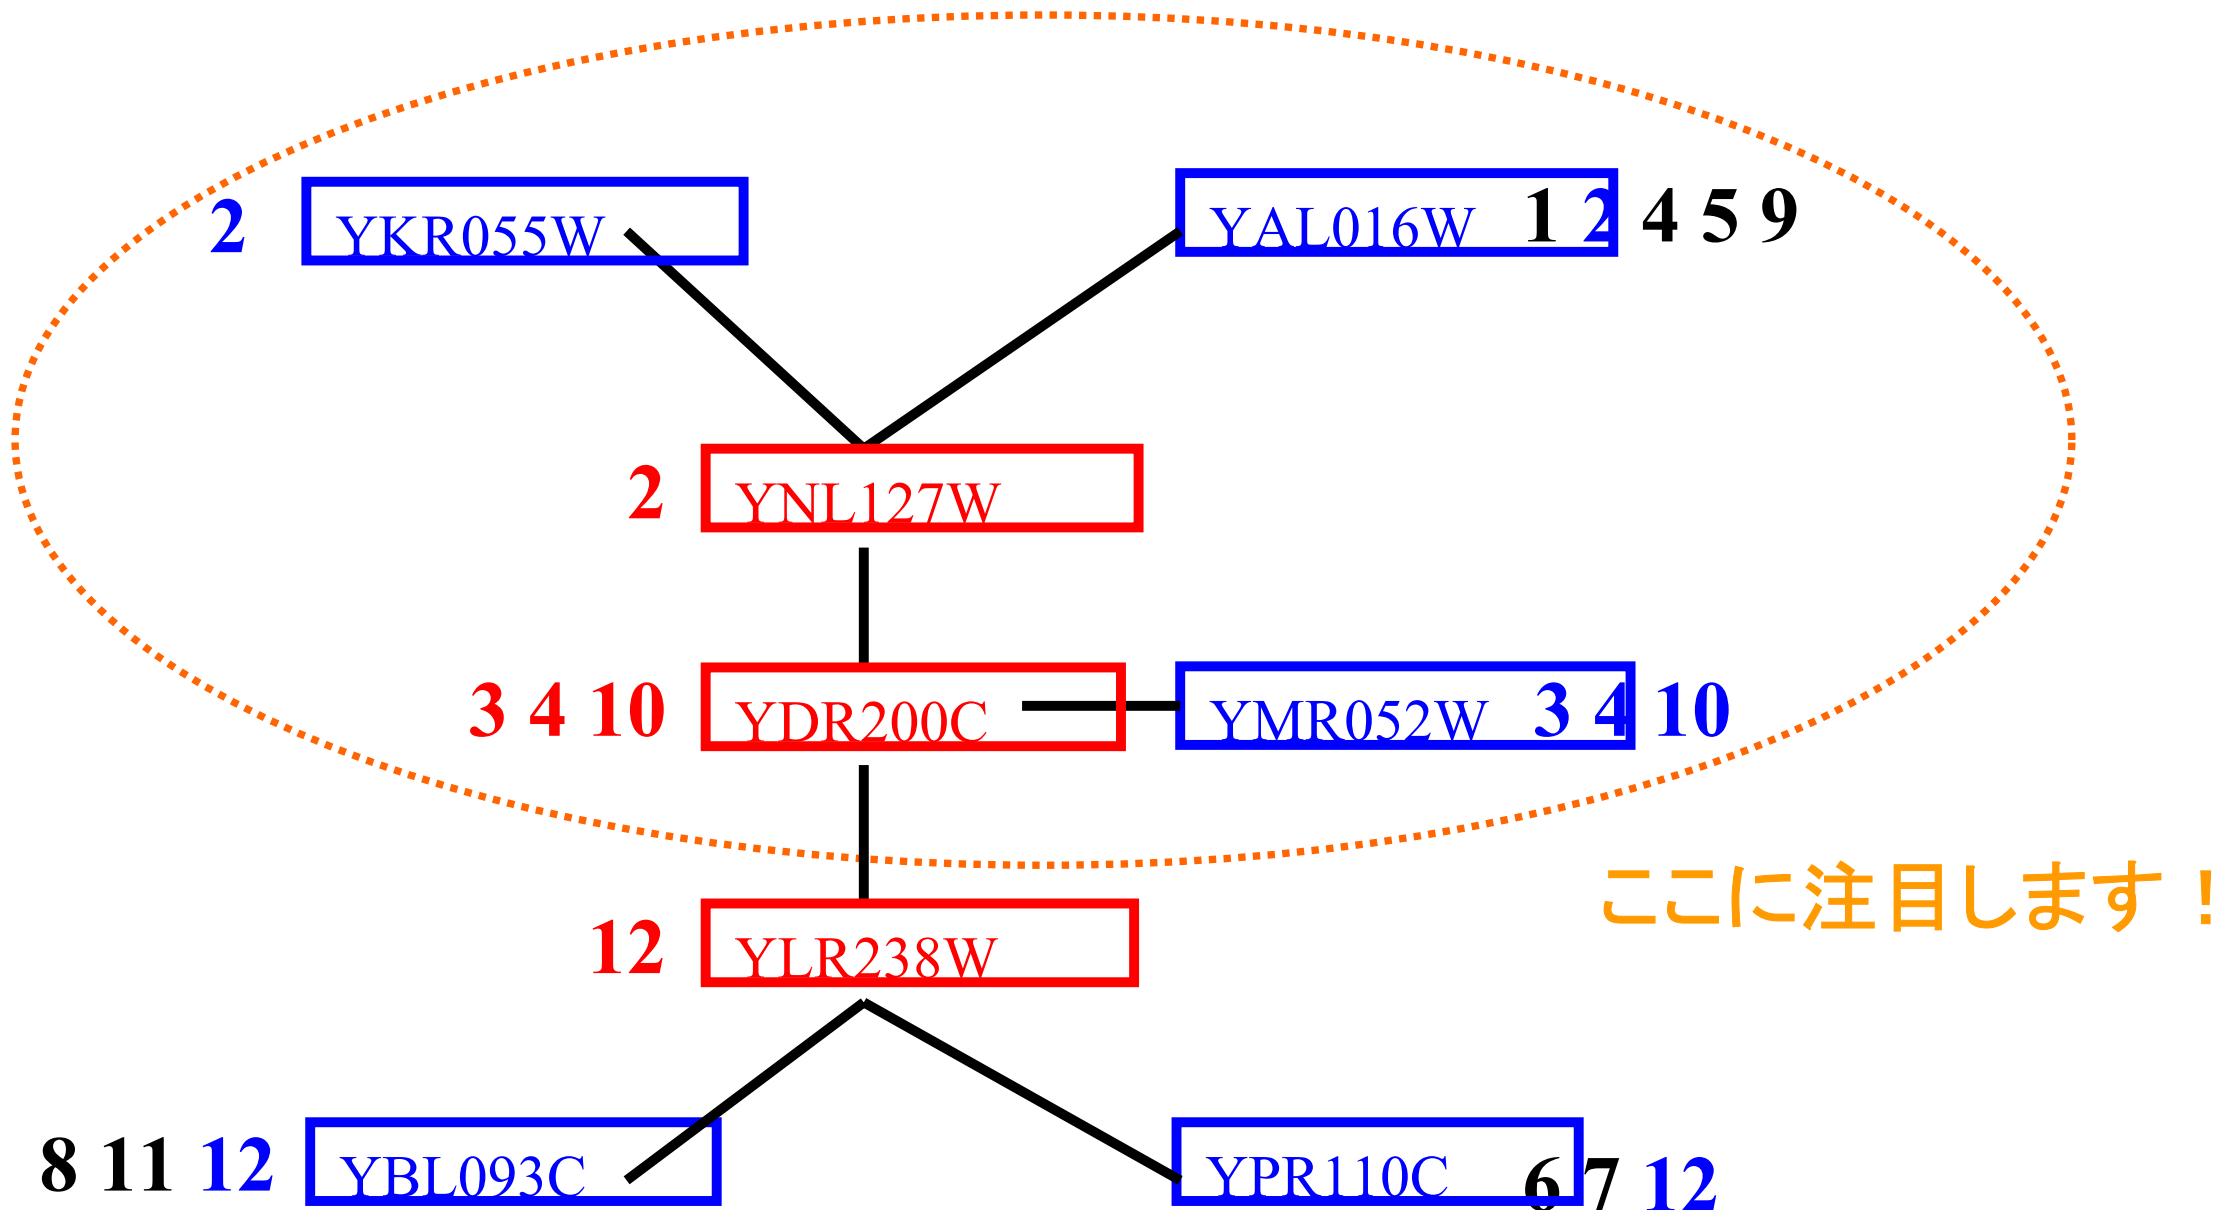 2 YKR055W YAL016W 1 2 4 5 9
2 YNL127W
3 4 10 YDR200C YMR052W 3 4 10
ここに注目します！
12 YLR238W
8 11 12 YBL093C YPR110C 6 7 12